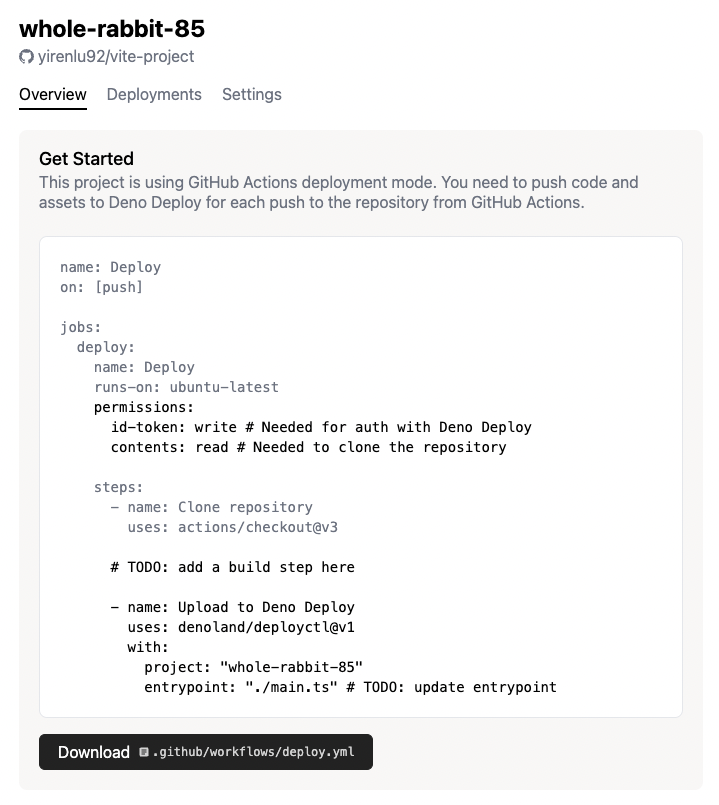 whole-rabbit-85
yirenlu92/vite-project
Overview Deployments Settings
Get Started
This project is using GitHub Actions deployment mode. You need to push code and
assets to Deno Deploy for each push to the repository from GitHub Actions.
name: Deploy
on: [push]
jobs:
  deploy:
    name: Deploy
    runs-on: ubuntu-latest
    permissions:
      id-token: write # Needed for auth with Deno Deploy
      contents: read # Needed to clone the repository
    steps:
      - name: Clone repository
        uses: actions/checkout@v3
      # TODO: add a build step here
      - name: Upload to Deno Deploy
        uses: denoland/deployctl@v1
        with:
          project: "whole-rabbit-85"
          entrypoint: "./main.ts" # TODO: update entrypoint
Download .github/workflows/deploy.yml